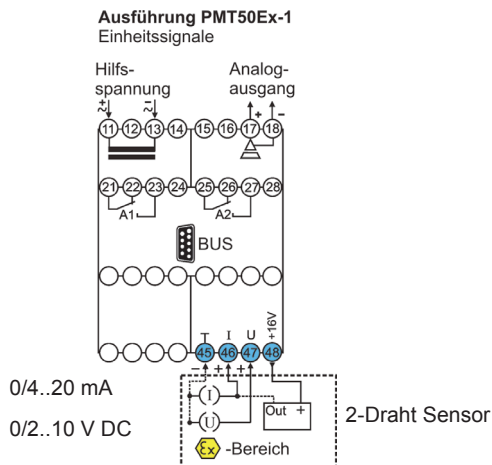 Ausführung PMT50Ex-1
Einheitssignale
Hilfs-
spannung
Analog-
ausgang
≂+ ≂- + -
11 12 13 14 15 16 17 18
21 22 23 24 25 26 27 28
A1 A2
BUS
⊥ I U +16V
45 46 47 48
- + +
0/4..20 mA
I
Out +
2-Draht Sensor
0/2..10 V DC
U
Ex -Bereich